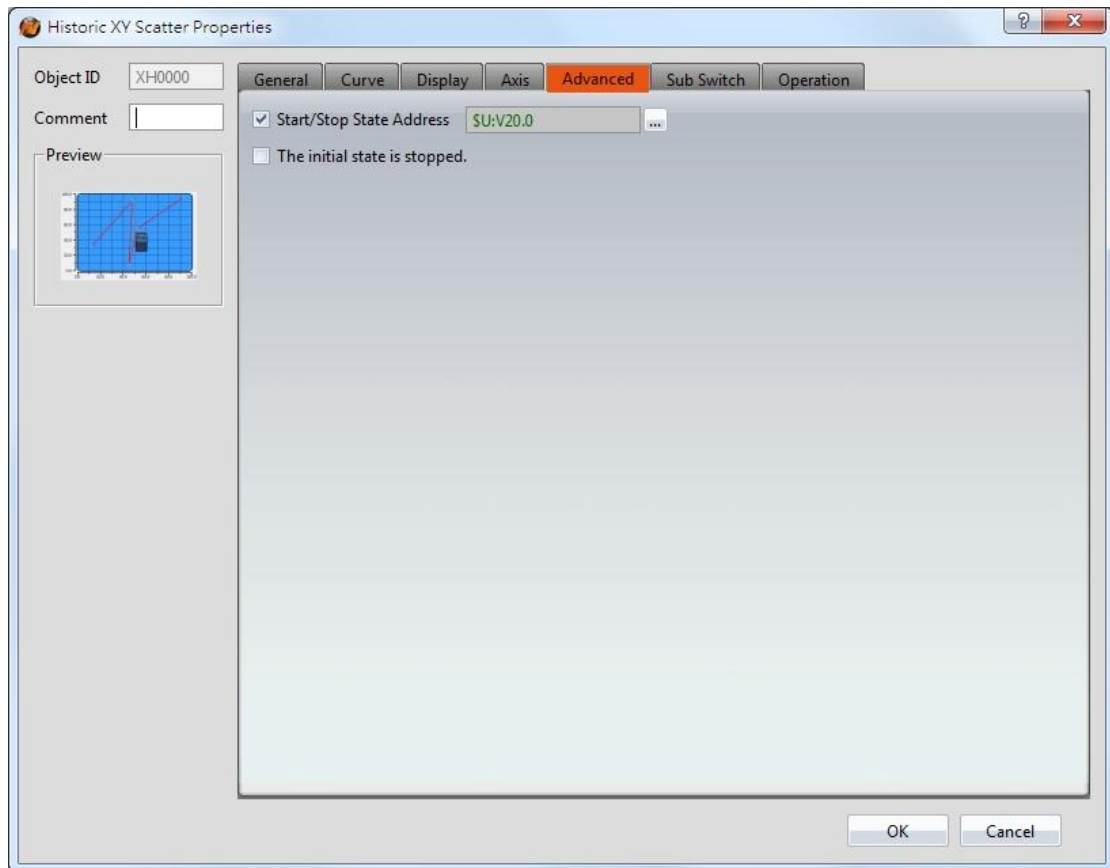 Historic XY Scatter Properties
Object ID XH0000
Comment
Preview
General Curve Display Axis Advanced Sub Switch Operation
Start/Stop State Address $U:V20.0 ...
The initial state is stopped.
OK Cancel